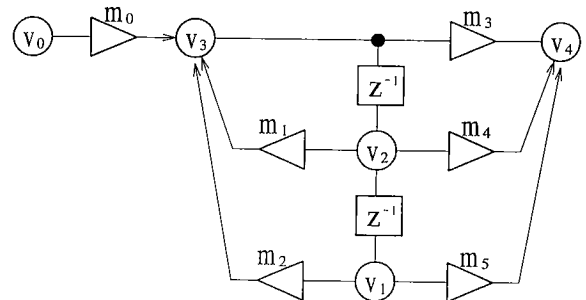 m₀ m₃
V₀ V₃ V₄
Z⁻¹
m₁ m₄
V₂
Z⁻¹
m₂ m₅
V₁